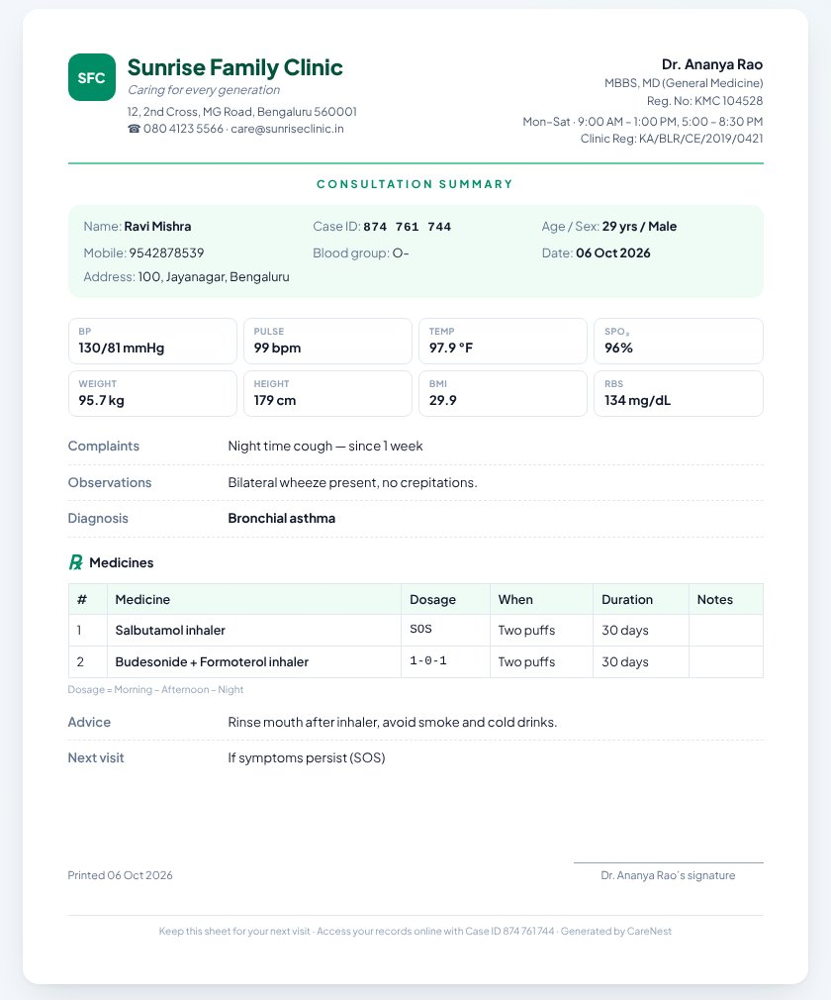 SFC
Sunrise Family Clinic
Caring for every generation
12, 2nd Cross, MG Road, Bengaluru 560001
☎ 080 4123 5566 · care@sunriseclinic.in
Dr. Ananya Rao
MBBS, MD (General Medicine)
Reg. No: KMC 104528
Mon–Sat · 9:00 AM – 1:00 PM, 5:00 – 8:30 PM
Clinic Reg: KA/BLR/CE/2019/0421
CONSULTATION SUMMARY
Name: Ravi Mishra Case ID: 874 761 744 Age / Sex: 29 yrs / Male
Mobile: 9542878539 Blood group: O- Date: 06 Oct 2026
Address: 100, Jayanagar, Bengaluru
BP PULSE TEMP SPO₂
130/81 mmHg 99 bpm 97.9 °F 96%
WEIGHT HEIGHT BMI RBS
95.7 kg 179 cm 29.9 134 mg/dL
Complaints Night time cough — since 1 week
Observations Bilateral wheeze present, no crepitations.
Diagnosis Bronchial asthma
℞ Medicines
# Medicine Dosage When Duration Notes
1 Salbutamol inhaler SOS Two puffs 30 days
2 Budesonide + Formoterol inhaler 1-0-1 Two puffs 30 days
Dosage = Morning – Afternoon – Night
Advice Rinse mouth after inhaler, avoid smoke and cold drinks.
Next visit If symptoms persist (SOS)
Printed 06 Oct 2026 Dr. Ananya Rao's signature
Keep this sheet for your next visit · Access your records online with Case ID 874 761 744 · Generated by CareNest